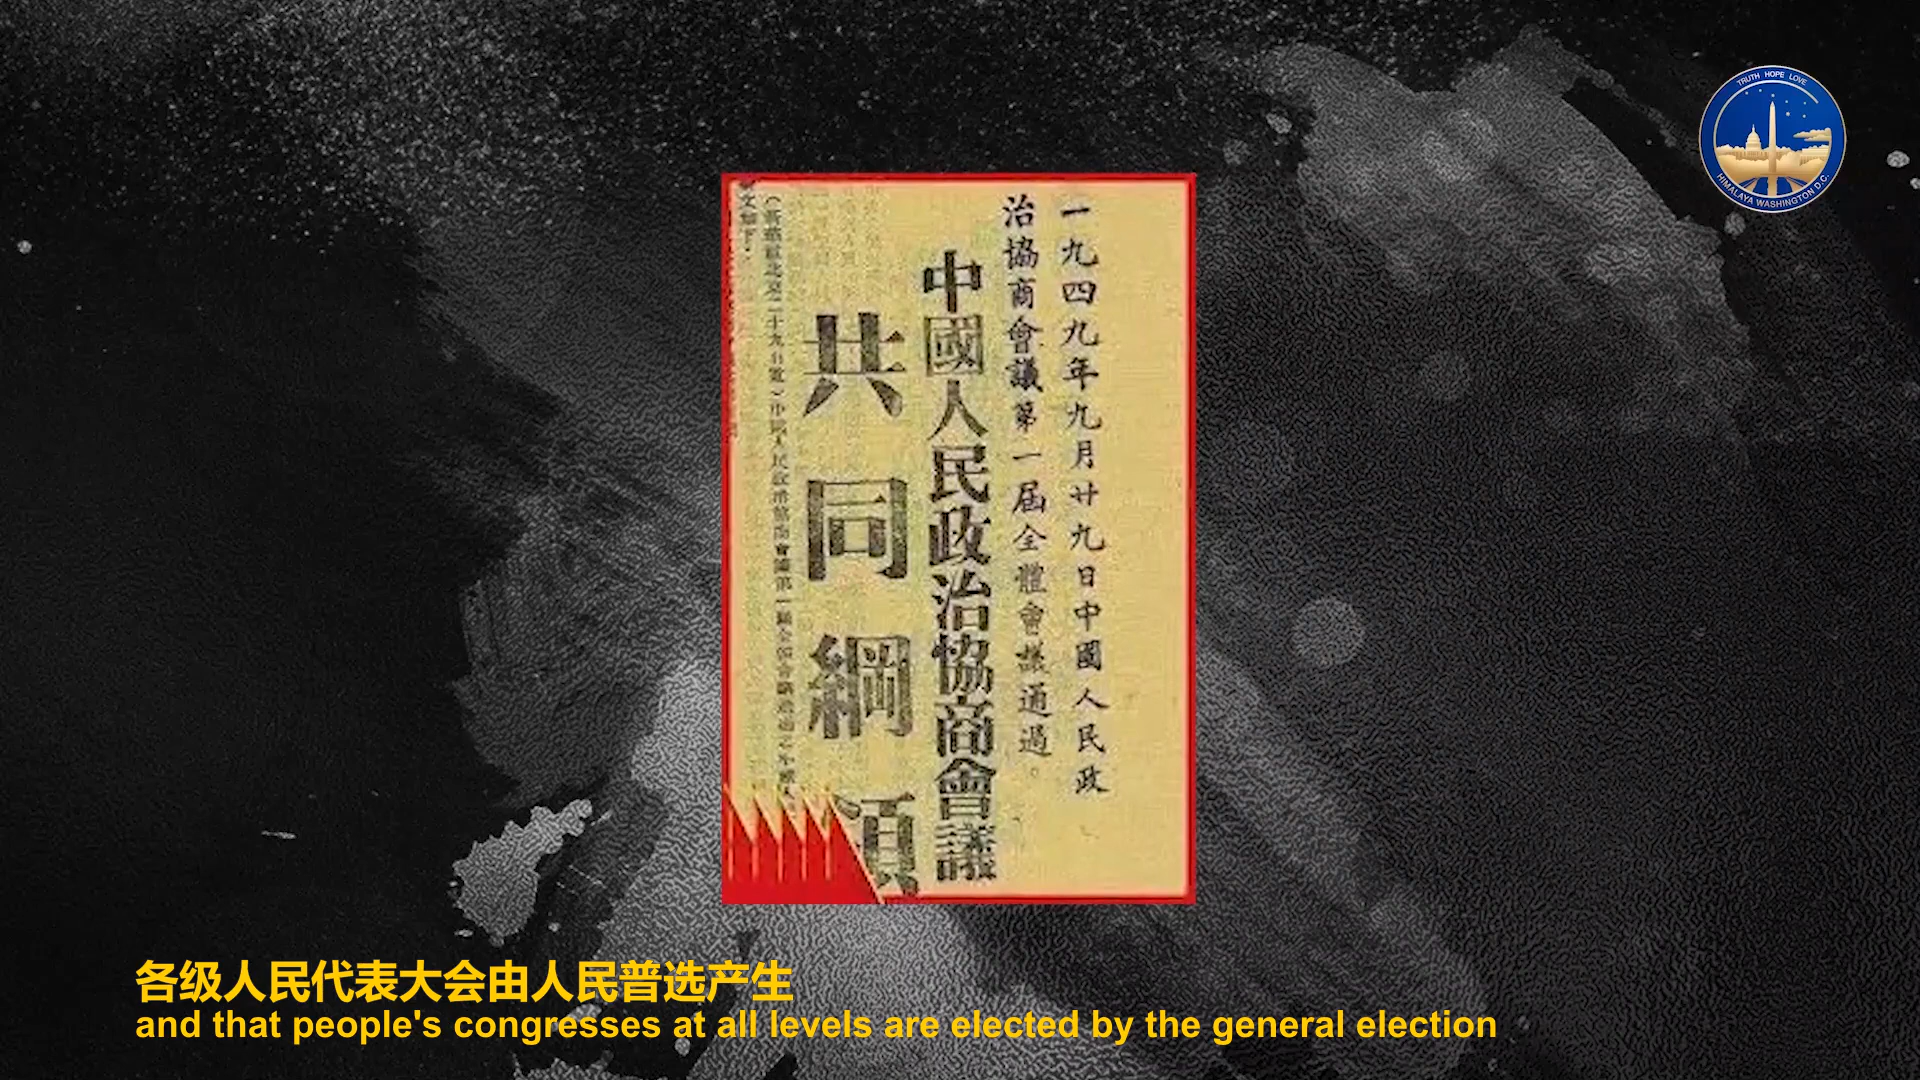 TRUTH HOPE LOVE
HIMALAYA WASHINGTON D.C.
一九四九年九月廿九日中國人民政
治協商會議第一屆全體會議通過。
中國人民政治協商會議
共同綱領
各级人民代表大会由人民普选产生
and that people's congresses at all levels are elected by the general election